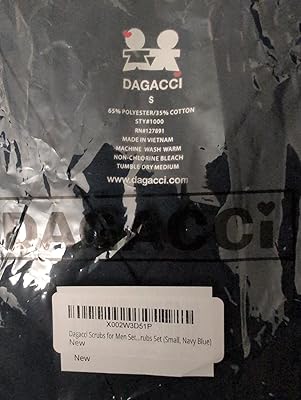 DAGACCI
S
65% POLYESTER/35% COTTON
STY#1000
RN#127091
MADE IN VIETNAM
MACHINE WASH WARM
NON-CHLORINE BLEACH
TUMBLE DRY MEDIUM
www.dagacci.com
DAGACCi
X002W3D51P
Dagacci Scrubs for Men Set...rubs Set (Small, Navy Blue)
New
New